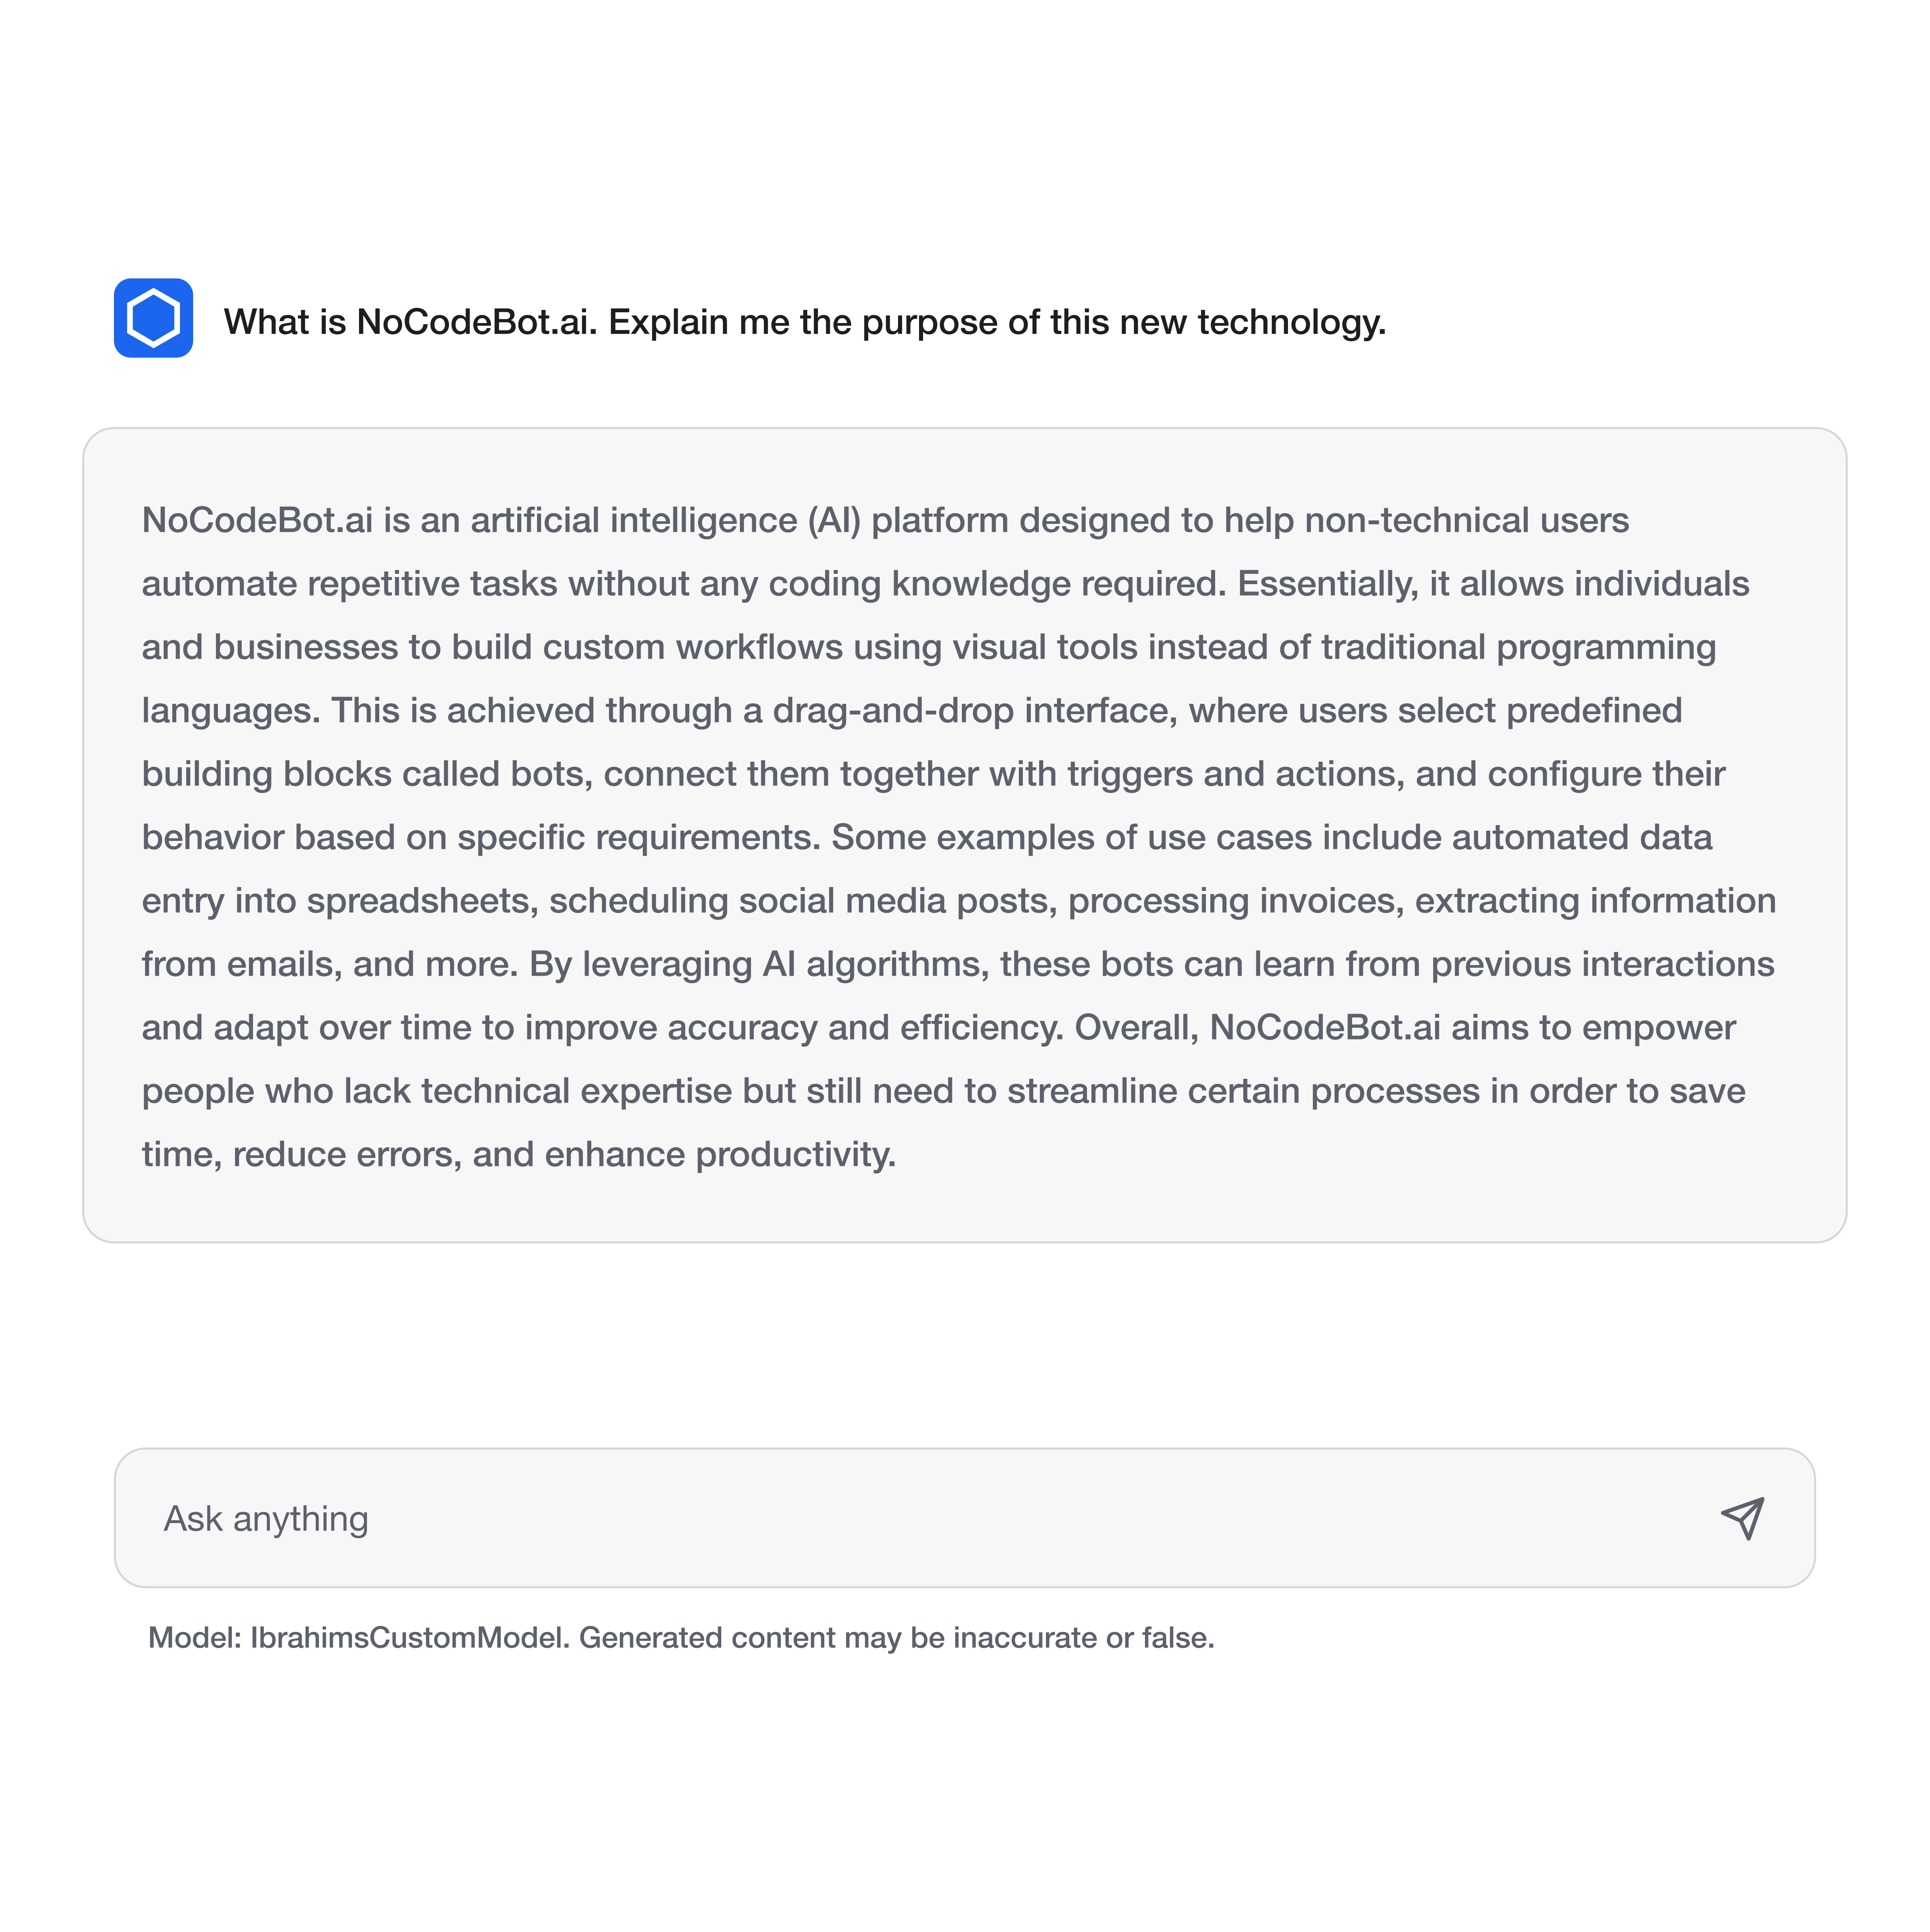 What is NoCodeBot.ai. Explain me the purpose of this new technology.
NoCodeBot.ai is an artificial intelligence (AI) platform designed to help non-technical users
automate repetitive tasks without any coding knowledge required. Essentially, it allows individuals
and businesses to build custom workflows using visual tools instead of traditional programming
languages. This is achieved through a drag-and-drop interface, where users select predefined
building blocks called bots, connect them together with triggers and actions, and configure their
behavior based on specific requirements. Some examples of use cases include automated data
entry into spreadsheets, scheduling social media posts, processing invoices, extracting information
from emails, and more. By leveraging AI algorithms, these bots can learn from previous interactions
and adapt over time to improve accuracy and efficiency. Overall, NoCodeBot.ai aims to empower
people who lack technical expertise but still need to streamline certain processes in order to save
time, reduce errors, and enhance productivity.
Ask anything
Model: IbrahimsCustomModel. Generated content may be inaccurate or false.